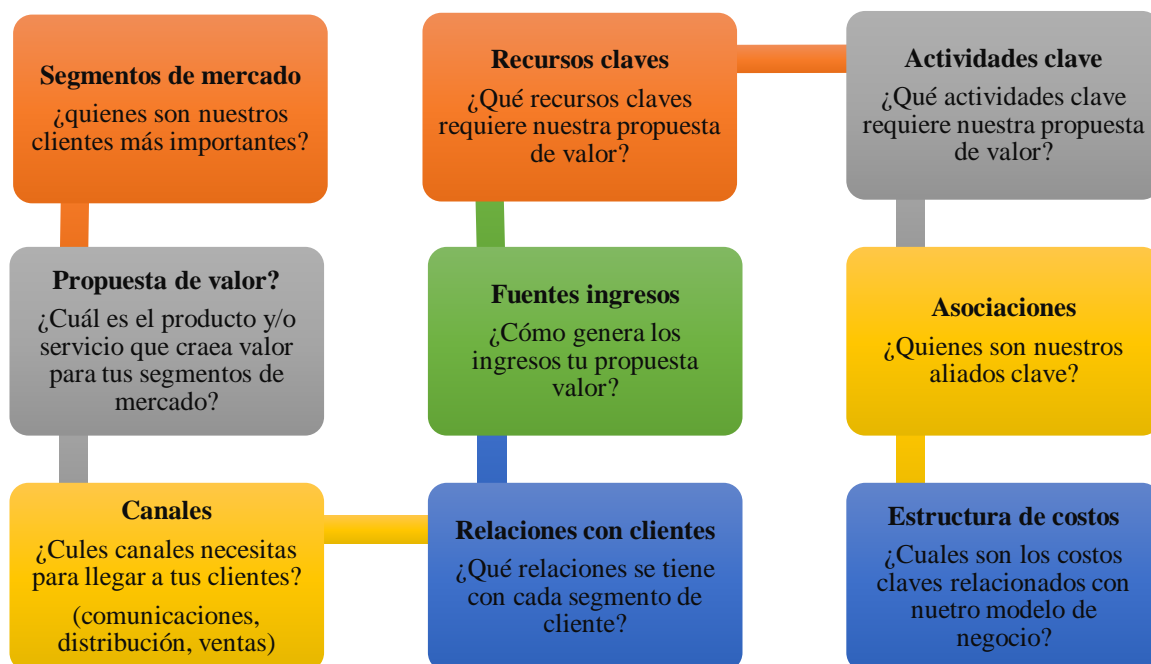 Segmentos de mercado
¿quienes son nuestros
clientes más importantes?
Propuesta de valor?
¿Cuál es el producto y/o
servicio que craea valor
para tus segmentos de
mercado?
Canales
¿Cules canales necesitas
para llegar a tus clientes?
(comunicaciones,
distribución, ventas)
Relaciones con clientes
¿Qué relaciones se tiene
con cada segmento de
cliente?
Fuentes ingresos
¿Cómo genera los
ingresos tu propuesta
valor?
Recursos claves
¿Qué recursos claves
requiere nuestra propuesta
de valor?
Actividades clave
¿Qué actividades clave
requiere nuestra propuesta
de valor?
Asociaciones
¿Quienes son nuestros
aliados clave?
Estructura de costos
¿Cuales son los costos
claves relacionados con
nuetro modelo de
negocio?